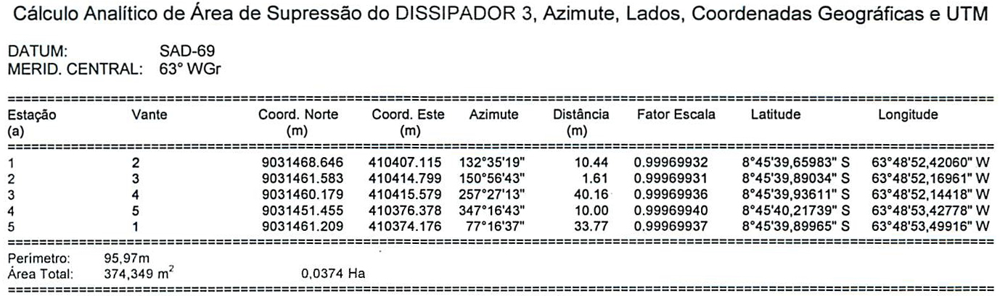 Cálculo Analítico de Área de Supressão do DISSIPADOR 3, Azimute, Lados, Coordenadas Geográficas e UTM
DATUM: SAD-69
MERID. CENTRAL: 63° WGr
Estação Vante Coord. Norte Coord. Este Azimute Distância Fator Escala Latitude Longitude
(a) (m) (m) (m)
1 2 9031468.646 410407.115 132°35'19" 10.44 0.99969932 8°45'39,65983" S 63°48'52,42060" W
2 3 9031461.583 410414.799 150°56'43" 1.61 0.99969931 8°45'39,89034" S 63°48'52,16961" W
3 4 9031460.179 410415.579 257°27'13" 40.16 0.99969936 8°45'39,93611" S 63°48'52,14418" W
4 5 9031451.455 410376.378 347°16'43" 10.00 0.99969940 8°45'40,21739" S 63°48'53,42778" W
5 1 9031461.209 410374.176 77°16'37" 33.77 0.99969937 8°45'39,89965" S 63°48'53,49916" W
Perimetro: 95,97m
Área Total: 374,349 m² 0,0374 Ha